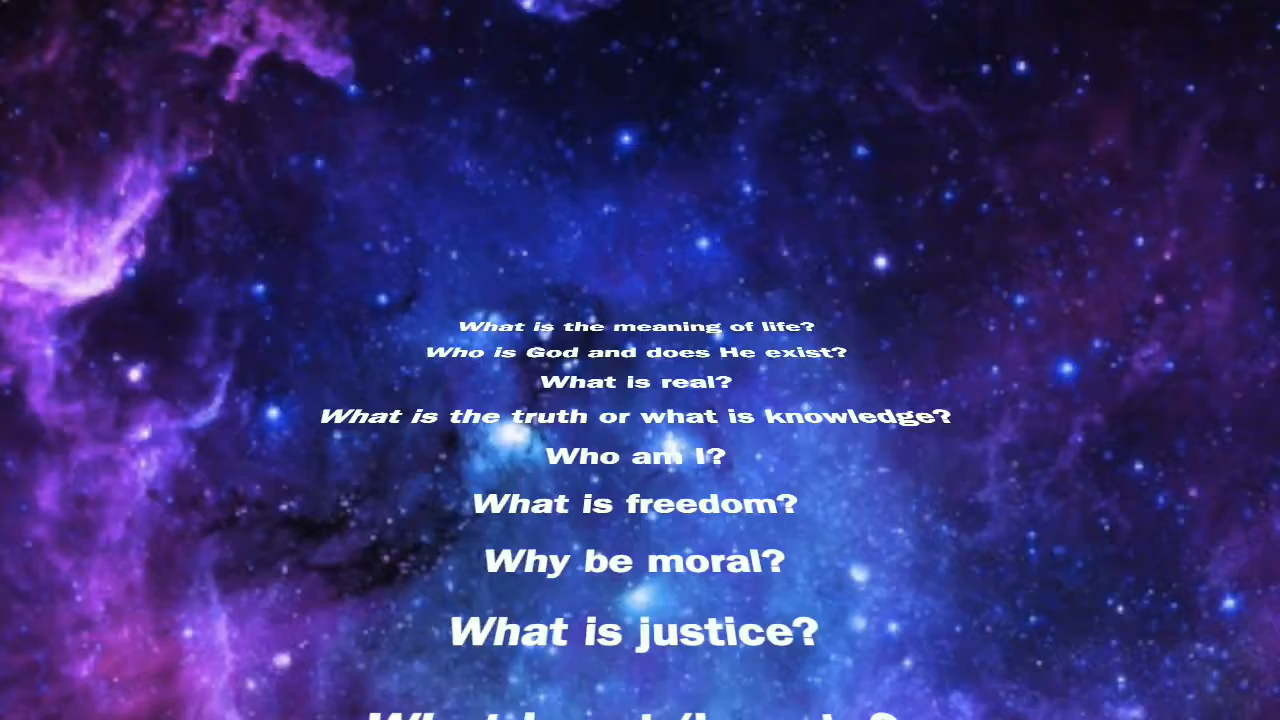 What is the meaning of life?
Who is God and does He exist?
What is real?
What is the truth or what is knowledge?
Who am I?
What is freedom?
Why be moral?
What is justice?